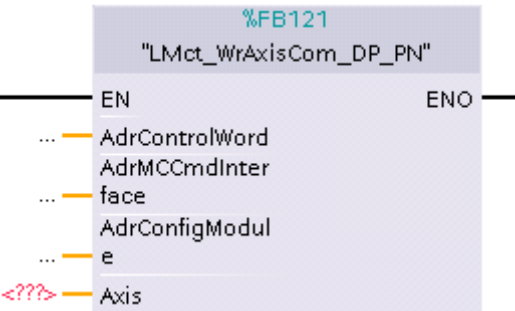 %FB121
"LMct_WrAxisCom_DP_PN"
EN ENO
... AdrControlWord
AdrMCCmdInter
... face
AdrConfigModul
... e
<???> Axis